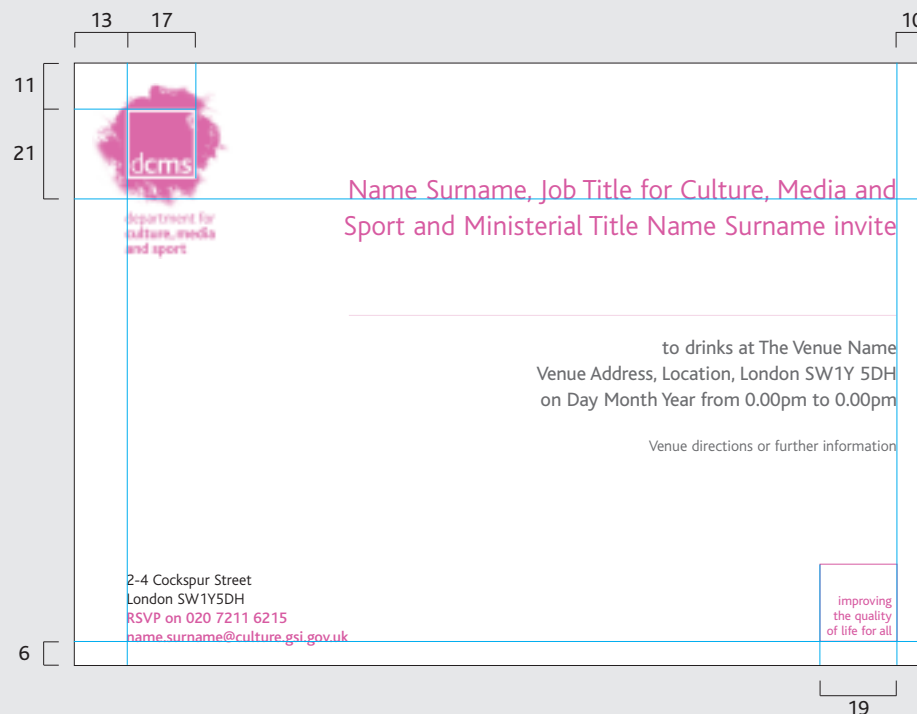 13 17 10
11
21
dcms
department for
culture, media
and sport
Name Surname, Job Title for Culture, Media and
Sport and Ministerial Title Name Surname invite
to drinks at The Venue Name
Venue Address, Location, London SW1Y 5DH
on Day Month Year from 0.00pm to 0.00pm
Venue directions or further information
2-4 Cockspur Street
London SW1Y5DH
RSVP on 020 7211 6215
name.surname@culture.gsi.gov.uk
improving
the quality
of life for all
6
19